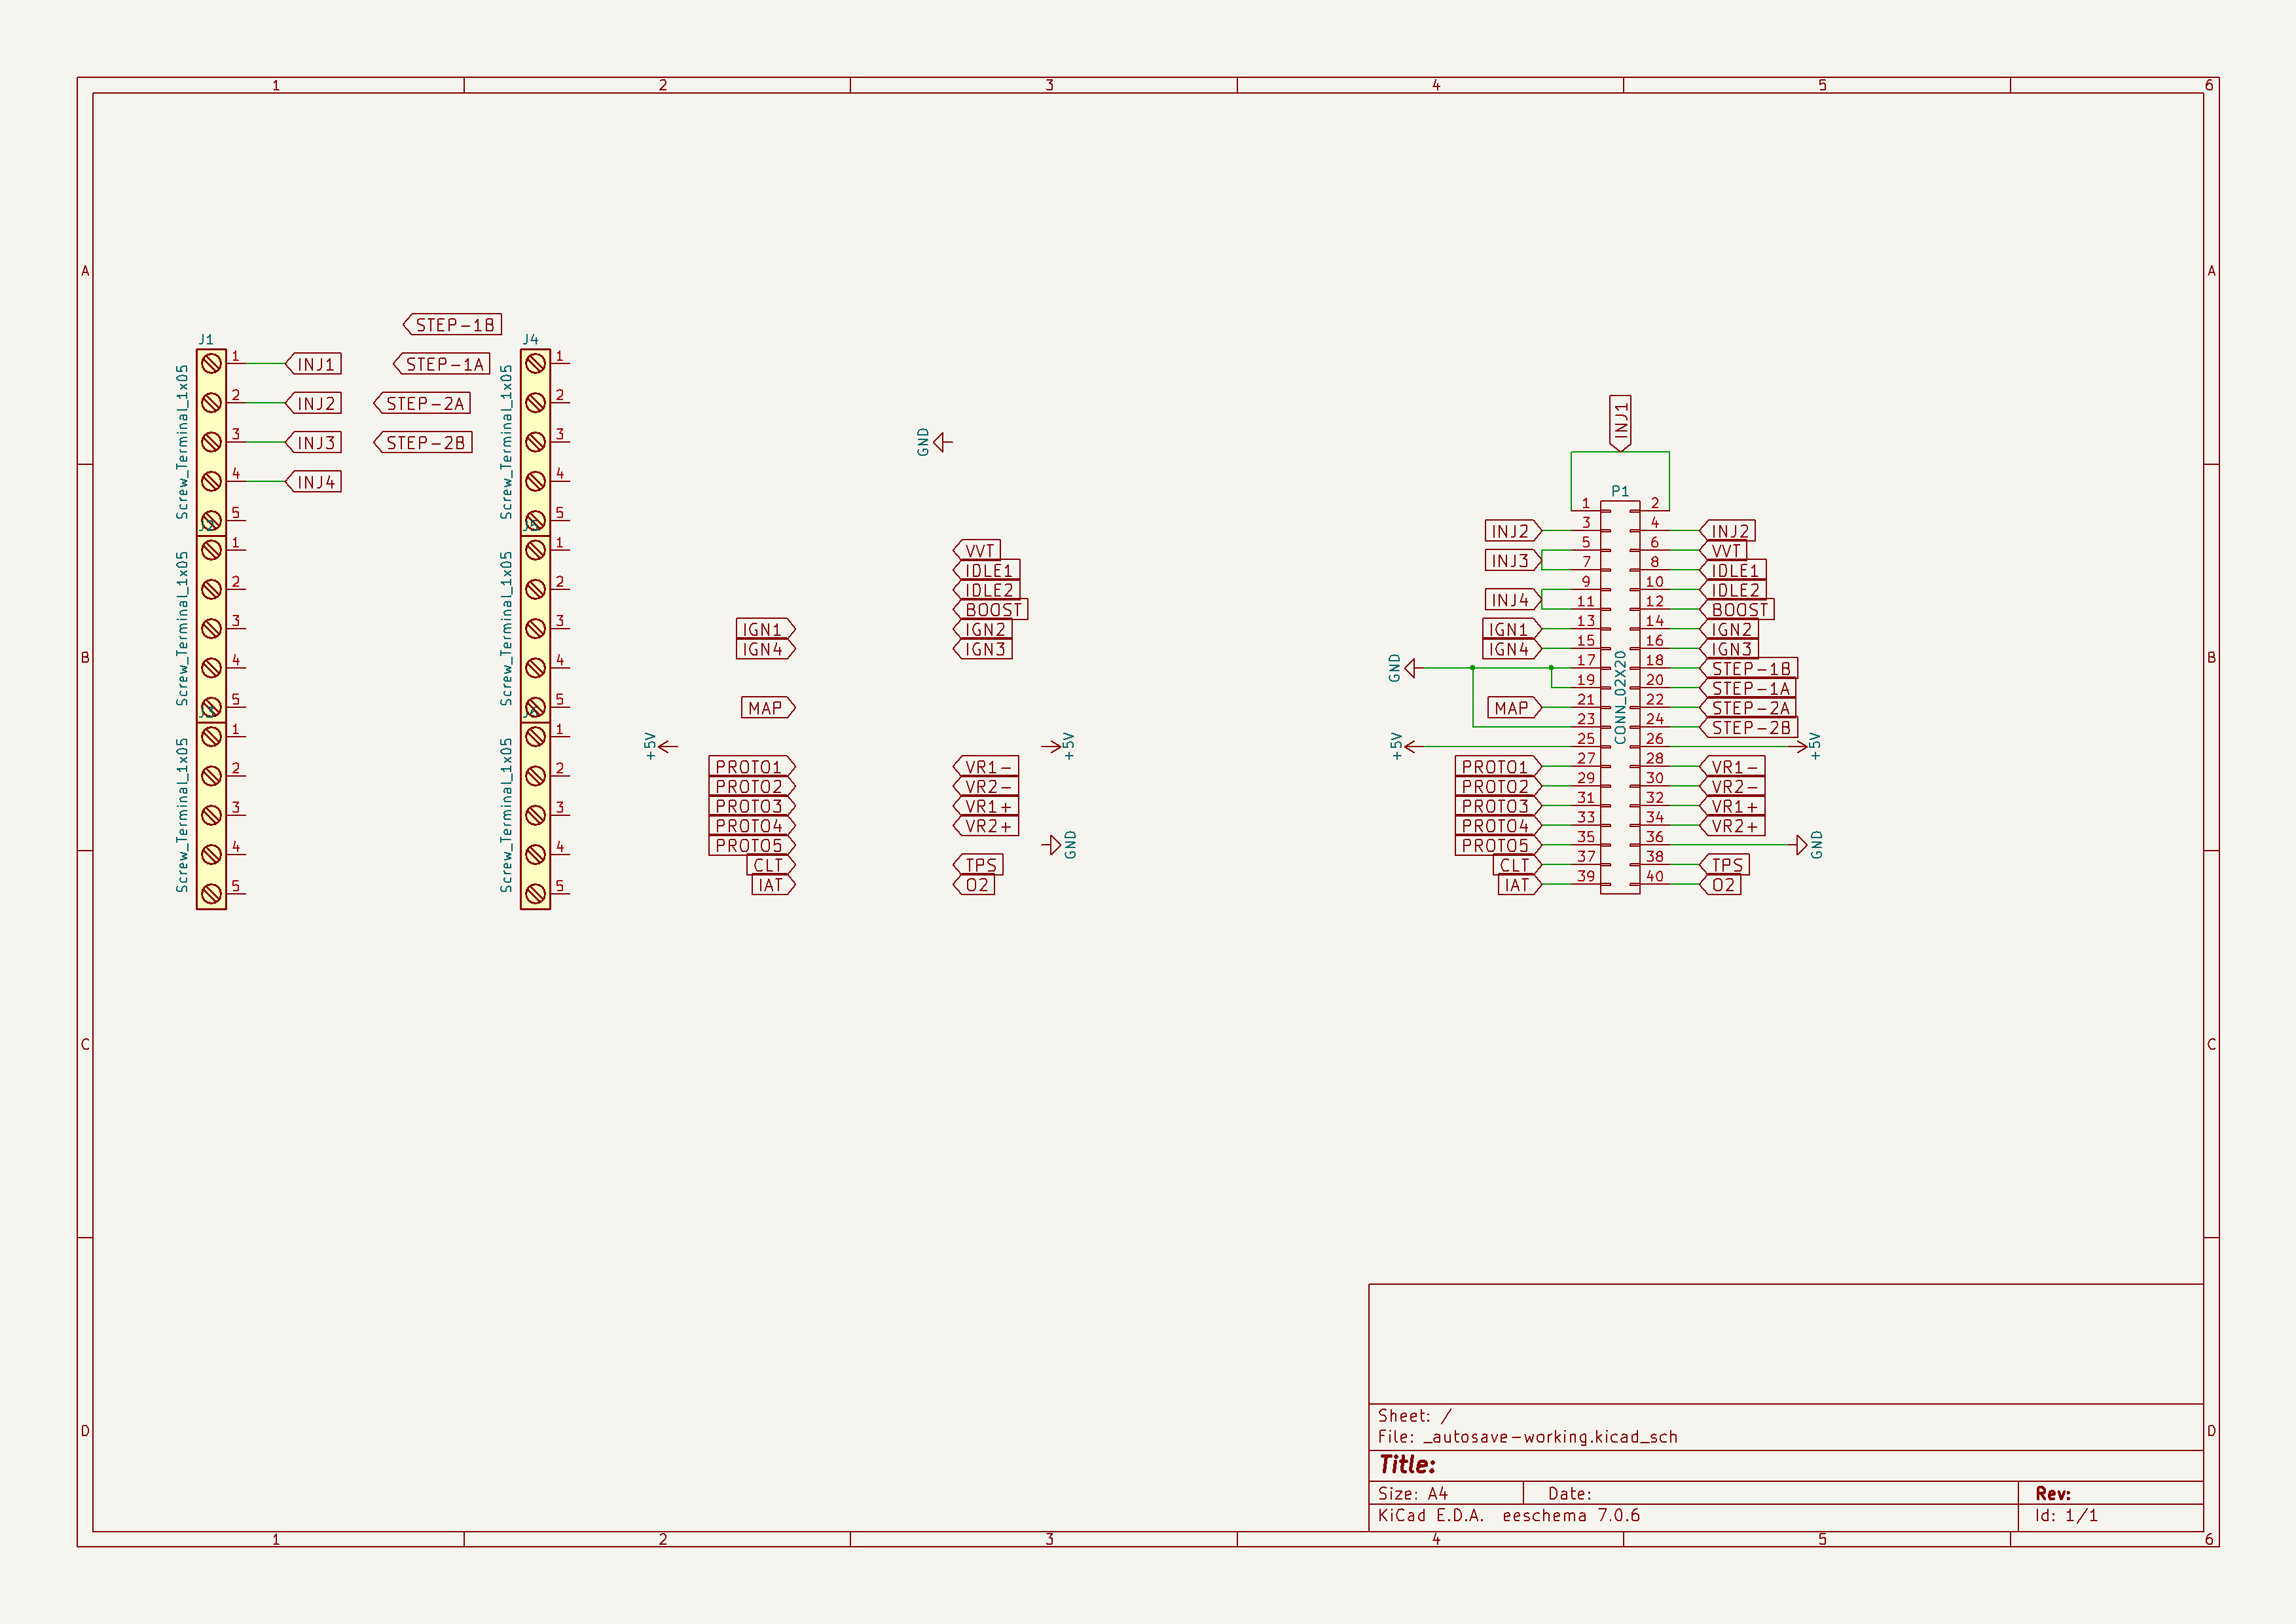 1 2 3 4 5 6
A A
B B
C C
D D
1 2 3 4 5 6
STEP-1B
J1
Screw_Terminal_1x05
1 INJ1
2 INJ2
3 INJ3
4 INJ4
5
STEP-1A
STEP-2A
STEP-2B
J2
Screw_Terminal_1x05
1
2
3
4
5
J3
Screw_Terminal_1x05
1
2
3
4
5
J4
Screw_Terminal_1x05
1
2
3
4
5
J5
Screw_Terminal_1x05
1
2
3
4
5
Screw_Terminal_1x05
1
2
3
4
5
GND
IGN1
IGN4
MAP
+5V
PROTO1
PROTO2
PROTO3
PROTO4
PROTO5
CLT
IAT
VVT
IDLE1
IDLE2
BOOST
IGN2
IGN3
+5V
VR1-
VR2-
VR1+
VR2+
GND
TPS
O2
INJ1
P1
CONN_02X20
1 2
INJ2 3 4 INJ2
5 6 VVT
INJ3
7 8 IDLE1
9 10 IDLE2
INJ4
11 12 BOOST
IGN1 13 14 IGN2
IGN4 15 16 IGN3
GND 17 18 STEP-1B
19 20 STEP-1A
MAP 21 22 STEP-2A
23 24 STEP-2B
+5V 25 26 +5V
PROTO1 27 28 VR1-
PROTO2 29 30 VR2-
PROTO3 31 32 VR1+
PROTO4 33 34 VR2+
PROTO5 35 36 GND
CLT 37 38 TPS
IAT 39 40 O2
Sheet: /
File: _autosave-working.kicad_sch
Title:
Size: A4 Date: Rev:
KiCad E.D.A. eeschema 7.0.6 Id: 1/1